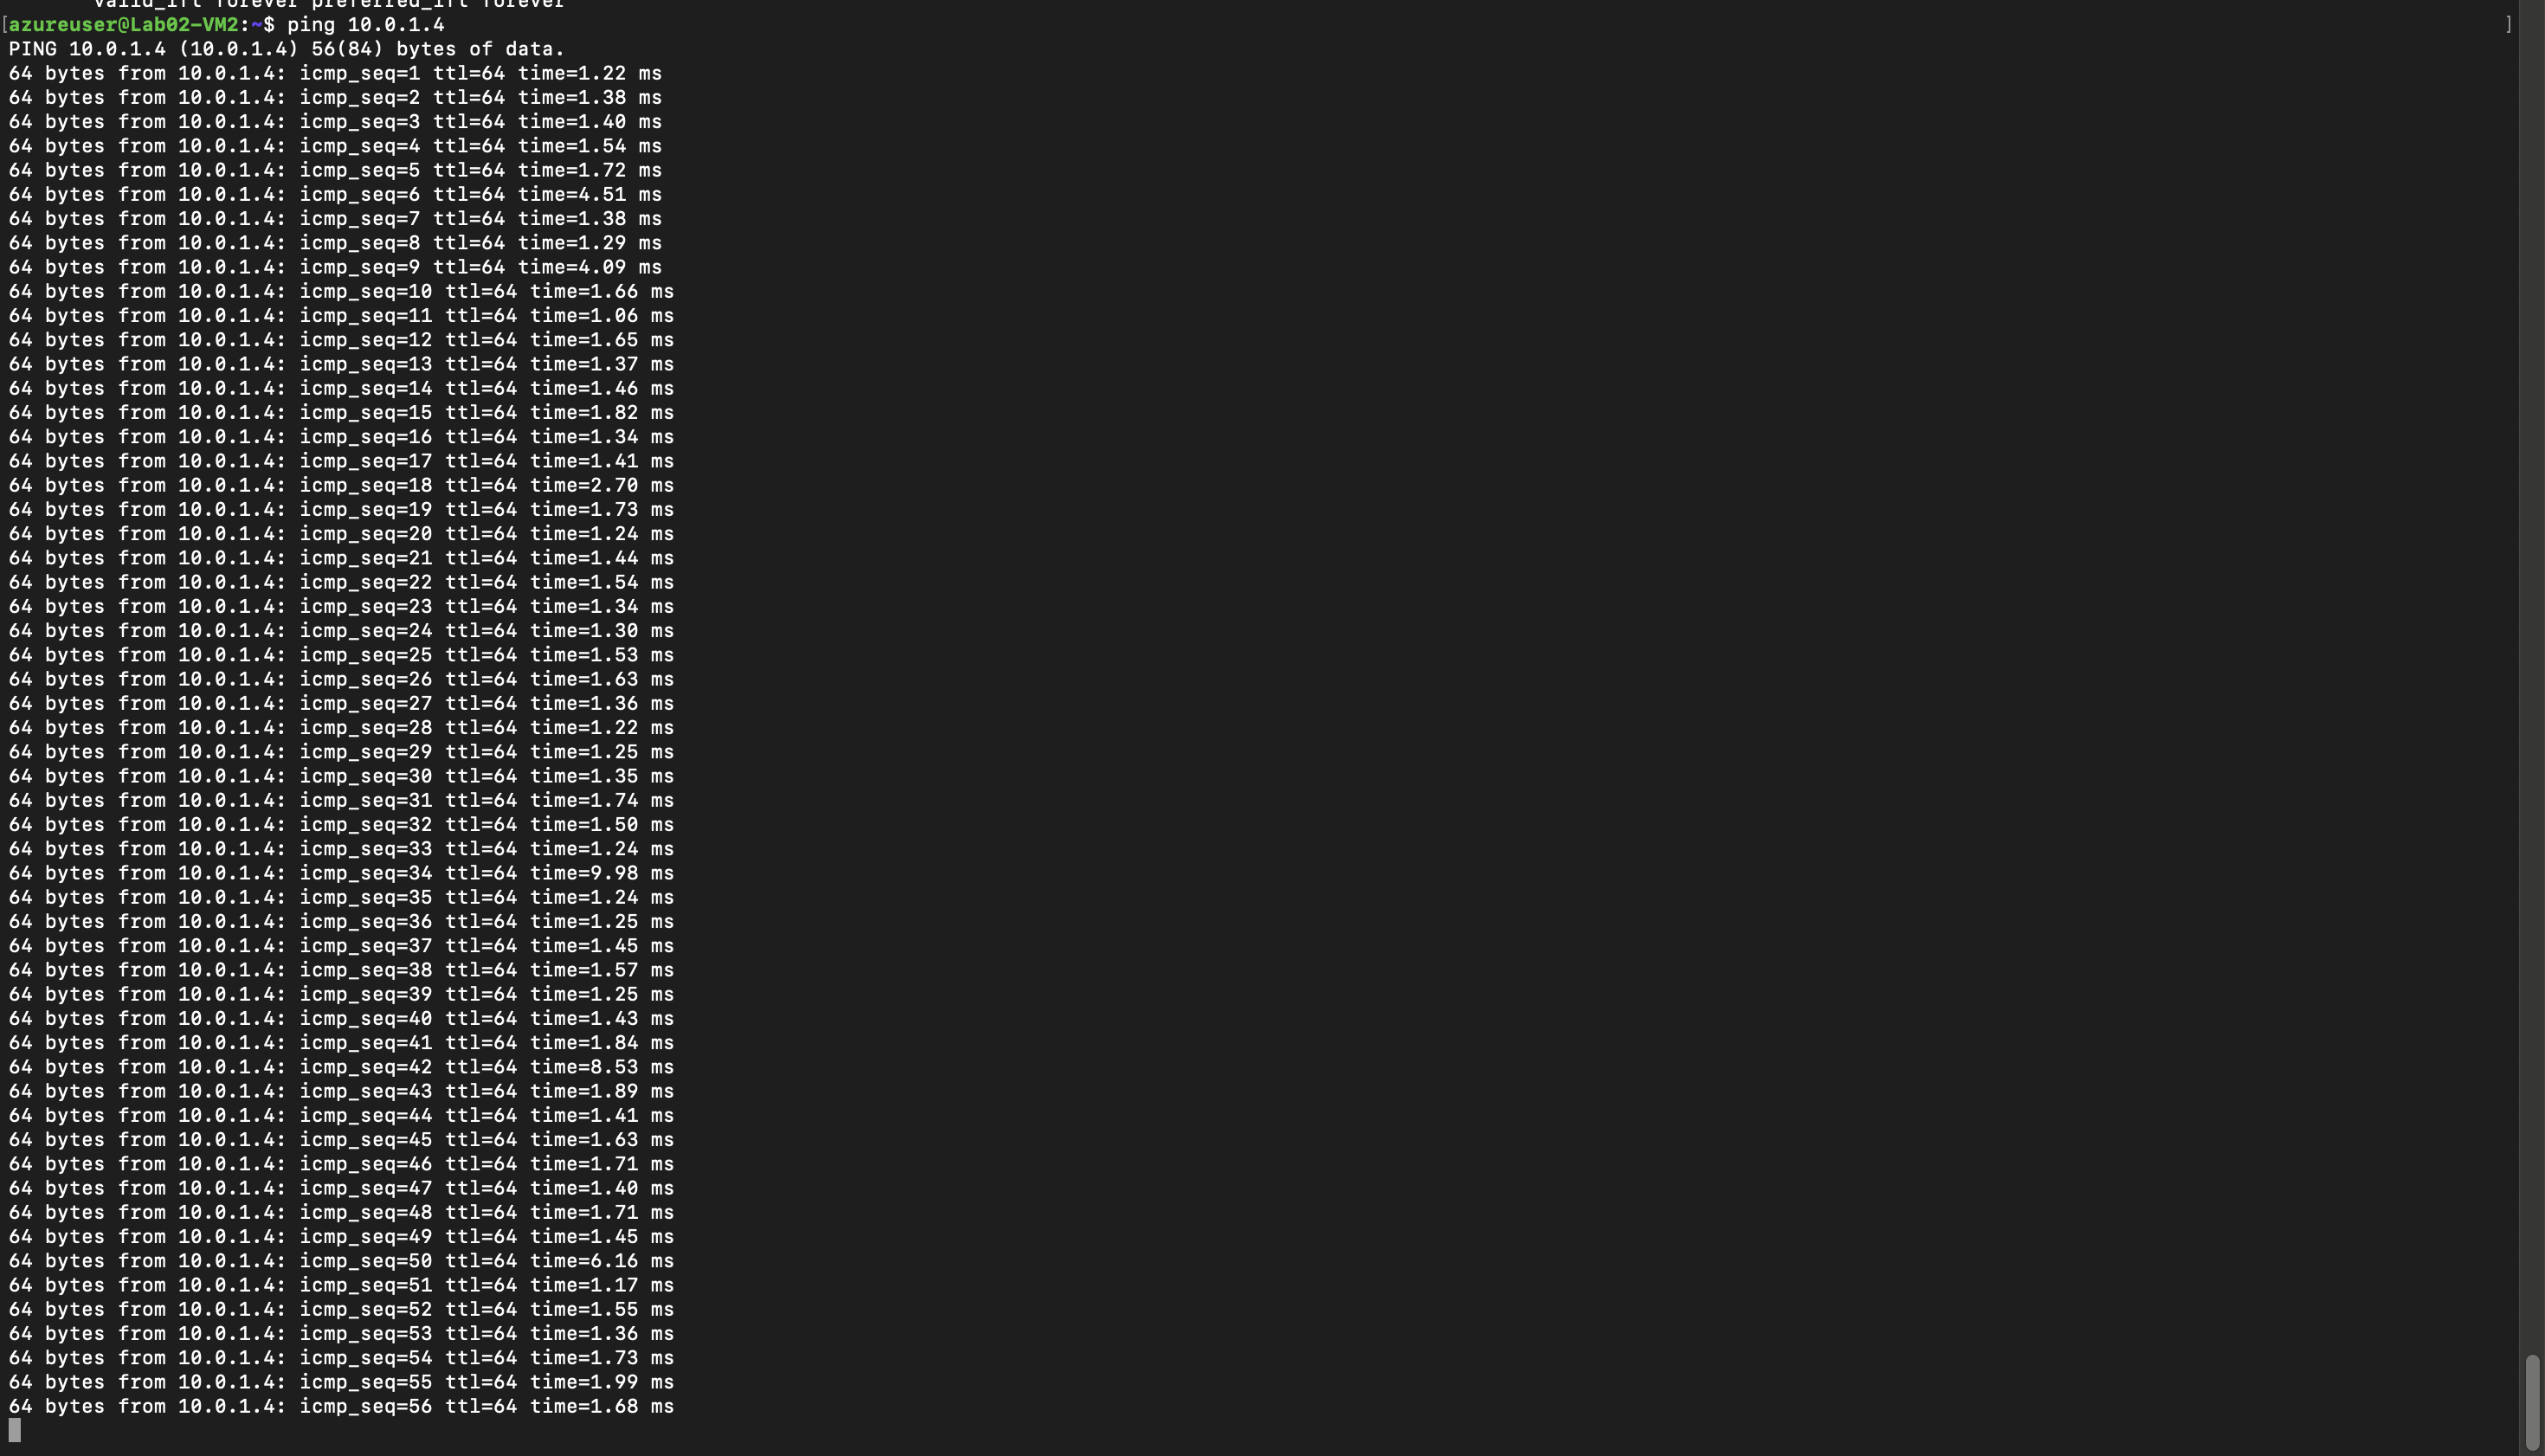 valid_lft forever preferred_lft forever
[azureuser@Lab02-VM2:~$ ping 10.0.1.4 ]
PING 10.0.1.4 (10.0.1.4) 56(84) bytes of data.
64 bytes from 10.0.1.4: icmp_seq=1 ttl=64 time=1.22 ms
64 bytes from 10.0.1.4: icmp_seq=2 ttl=64 time=1.38 ms
64 bytes from 10.0.1.4: icmp_seq=3 ttl=64 time=1.40 ms
64 bytes from 10.0.1.4: icmp_seq=4 ttl=64 time=1.54 ms
64 bytes from 10.0.1.4: icmp_seq=5 ttl=64 time=1.72 ms
64 bytes from 10.0.1.4: icmp_seq=6 ttl=64 time=4.51 ms
64 bytes from 10.0.1.4: icmp_seq=7 ttl=64 time=1.38 ms
64 bytes from 10.0.1.4: icmp_seq=8 ttl=64 time=1.29 ms
64 bytes from 10.0.1.4: icmp_seq=9 ttl=64 time=4.09 ms
64 bytes from 10.0.1.4: icmp_seq=10 ttl=64 time=1.66 ms
64 bytes from 10.0.1.4: icmp_seq=11 ttl=64 time=1.06 ms
64 bytes from 10.0.1.4: icmp_seq=12 ttl=64 time=1.65 ms
64 bytes from 10.0.1.4: icmp_seq=13 ttl=64 time=1.37 ms
64 bytes from 10.0.1.4: icmp_seq=14 ttl=64 time=1.46 ms
64 bytes from 10.0.1.4: icmp_seq=15 ttl=64 time=1.82 ms
64 bytes from 10.0.1.4: icmp_seq=16 ttl=64 time=1.34 ms
64 bytes from 10.0.1.4: icmp_seq=17 ttl=64 time=1.41 ms
64 bytes from 10.0.1.4: icmp_seq=18 ttl=64 time=2.70 ms
64 bytes from 10.0.1.4: icmp_seq=19 ttl=64 time=1.73 ms
64 bytes from 10.0.1.4: icmp_seq=20 ttl=64 time=1.24 ms
64 bytes from 10.0.1.4: icmp_seq=21 ttl=64 time=1.44 ms
64 bytes from 10.0.1.4: icmp_seq=22 ttl=64 time=1.54 ms
64 bytes from 10.0.1.4: icmp_seq=23 ttl=64 time=1.34 ms
64 bytes from 10.0.1.4: icmp_seq=24 ttl=64 time=1.30 ms
64 bytes from 10.0.1.4: icmp_seq=25 ttl=64 time=1.53 ms
64 bytes from 10.0.1.4: icmp_seq=26 ttl=64 time=1.63 ms
64 bytes from 10.0.1.4: icmp_seq=27 ttl=64 time=1.36 ms
64 bytes from 10.0.1.4: icmp_seq=28 ttl=64 time=1.22 ms
64 bytes from 10.0.1.4: icmp_seq=29 ttl=64 time=1.25 ms
64 bytes from 10.0.1.4: icmp_seq=30 ttl=64 time=1.35 ms
64 bytes from 10.0.1.4: icmp_seq=31 ttl=64 time=1.74 ms
64 bytes from 10.0.1.4: icmp_seq=32 ttl=64 time=1.50 ms
64 bytes from 10.0.1.4: icmp_seq=33 ttl=64 time=1.24 ms
64 bytes from 10.0.1.4: icmp_seq=34 ttl=64 time=9.98 ms
64 bytes from 10.0.1.4: icmp_seq=35 ttl=64 time=1.24 ms
64 bytes from 10.0.1.4: icmp_seq=36 ttl=64 time=1.25 ms
64 bytes from 10.0.1.4: icmp_seq=37 ttl=64 time=1.45 ms
64 bytes from 10.0.1.4: icmp_seq=38 ttl=64 time=1.57 ms
64 bytes from 10.0.1.4: icmp_seq=39 ttl=64 time=1.25 ms
64 bytes from 10.0.1.4: icmp_seq=40 ttl=64 time=1.43 ms
64 bytes from 10.0.1.4: icmp_seq=41 ttl=64 time=1.84 ms
64 bytes from 10.0.1.4: icmp_seq=42 ttl=64 time=8.53 ms
64 bytes from 10.0.1.4: icmp_seq=43 ttl=64 time=1.89 ms
64 bytes from 10.0.1.4: icmp_seq=44 ttl=64 time=1.41 ms
64 bytes from 10.0.1.4: icmp_seq=45 ttl=64 time=1.63 ms
64 bytes from 10.0.1.4: icmp_seq=46 ttl=64 time=1.71 ms
64 bytes from 10.0.1.4: icmp_seq=47 ttl=64 time=1.40 ms
64 bytes from 10.0.1.4: icmp_seq=48 ttl=64 time=1.71 ms
64 bytes from 10.0.1.4: icmp_seq=49 ttl=64 time=1.45 ms
64 bytes from 10.0.1.4: icmp_seq=50 ttl=64 time=6.16 ms
64 bytes from 10.0.1.4: icmp_seq=51 ttl=64 time=1.17 ms
64 bytes from 10.0.1.4: icmp_seq=52 ttl=64 time=1.55 ms
64 bytes from 10.0.1.4: icmp_seq=53 ttl=64 time=1.36 ms
64 bytes from 10.0.1.4: icmp_seq=54 ttl=64 time=1.73 ms
64 bytes from 10.0.1.4: icmp_seq=55 ttl=64 time=1.99 ms
64 bytes from 10.0.1.4: icmp_seq=56 ttl=64 time=1.68 ms